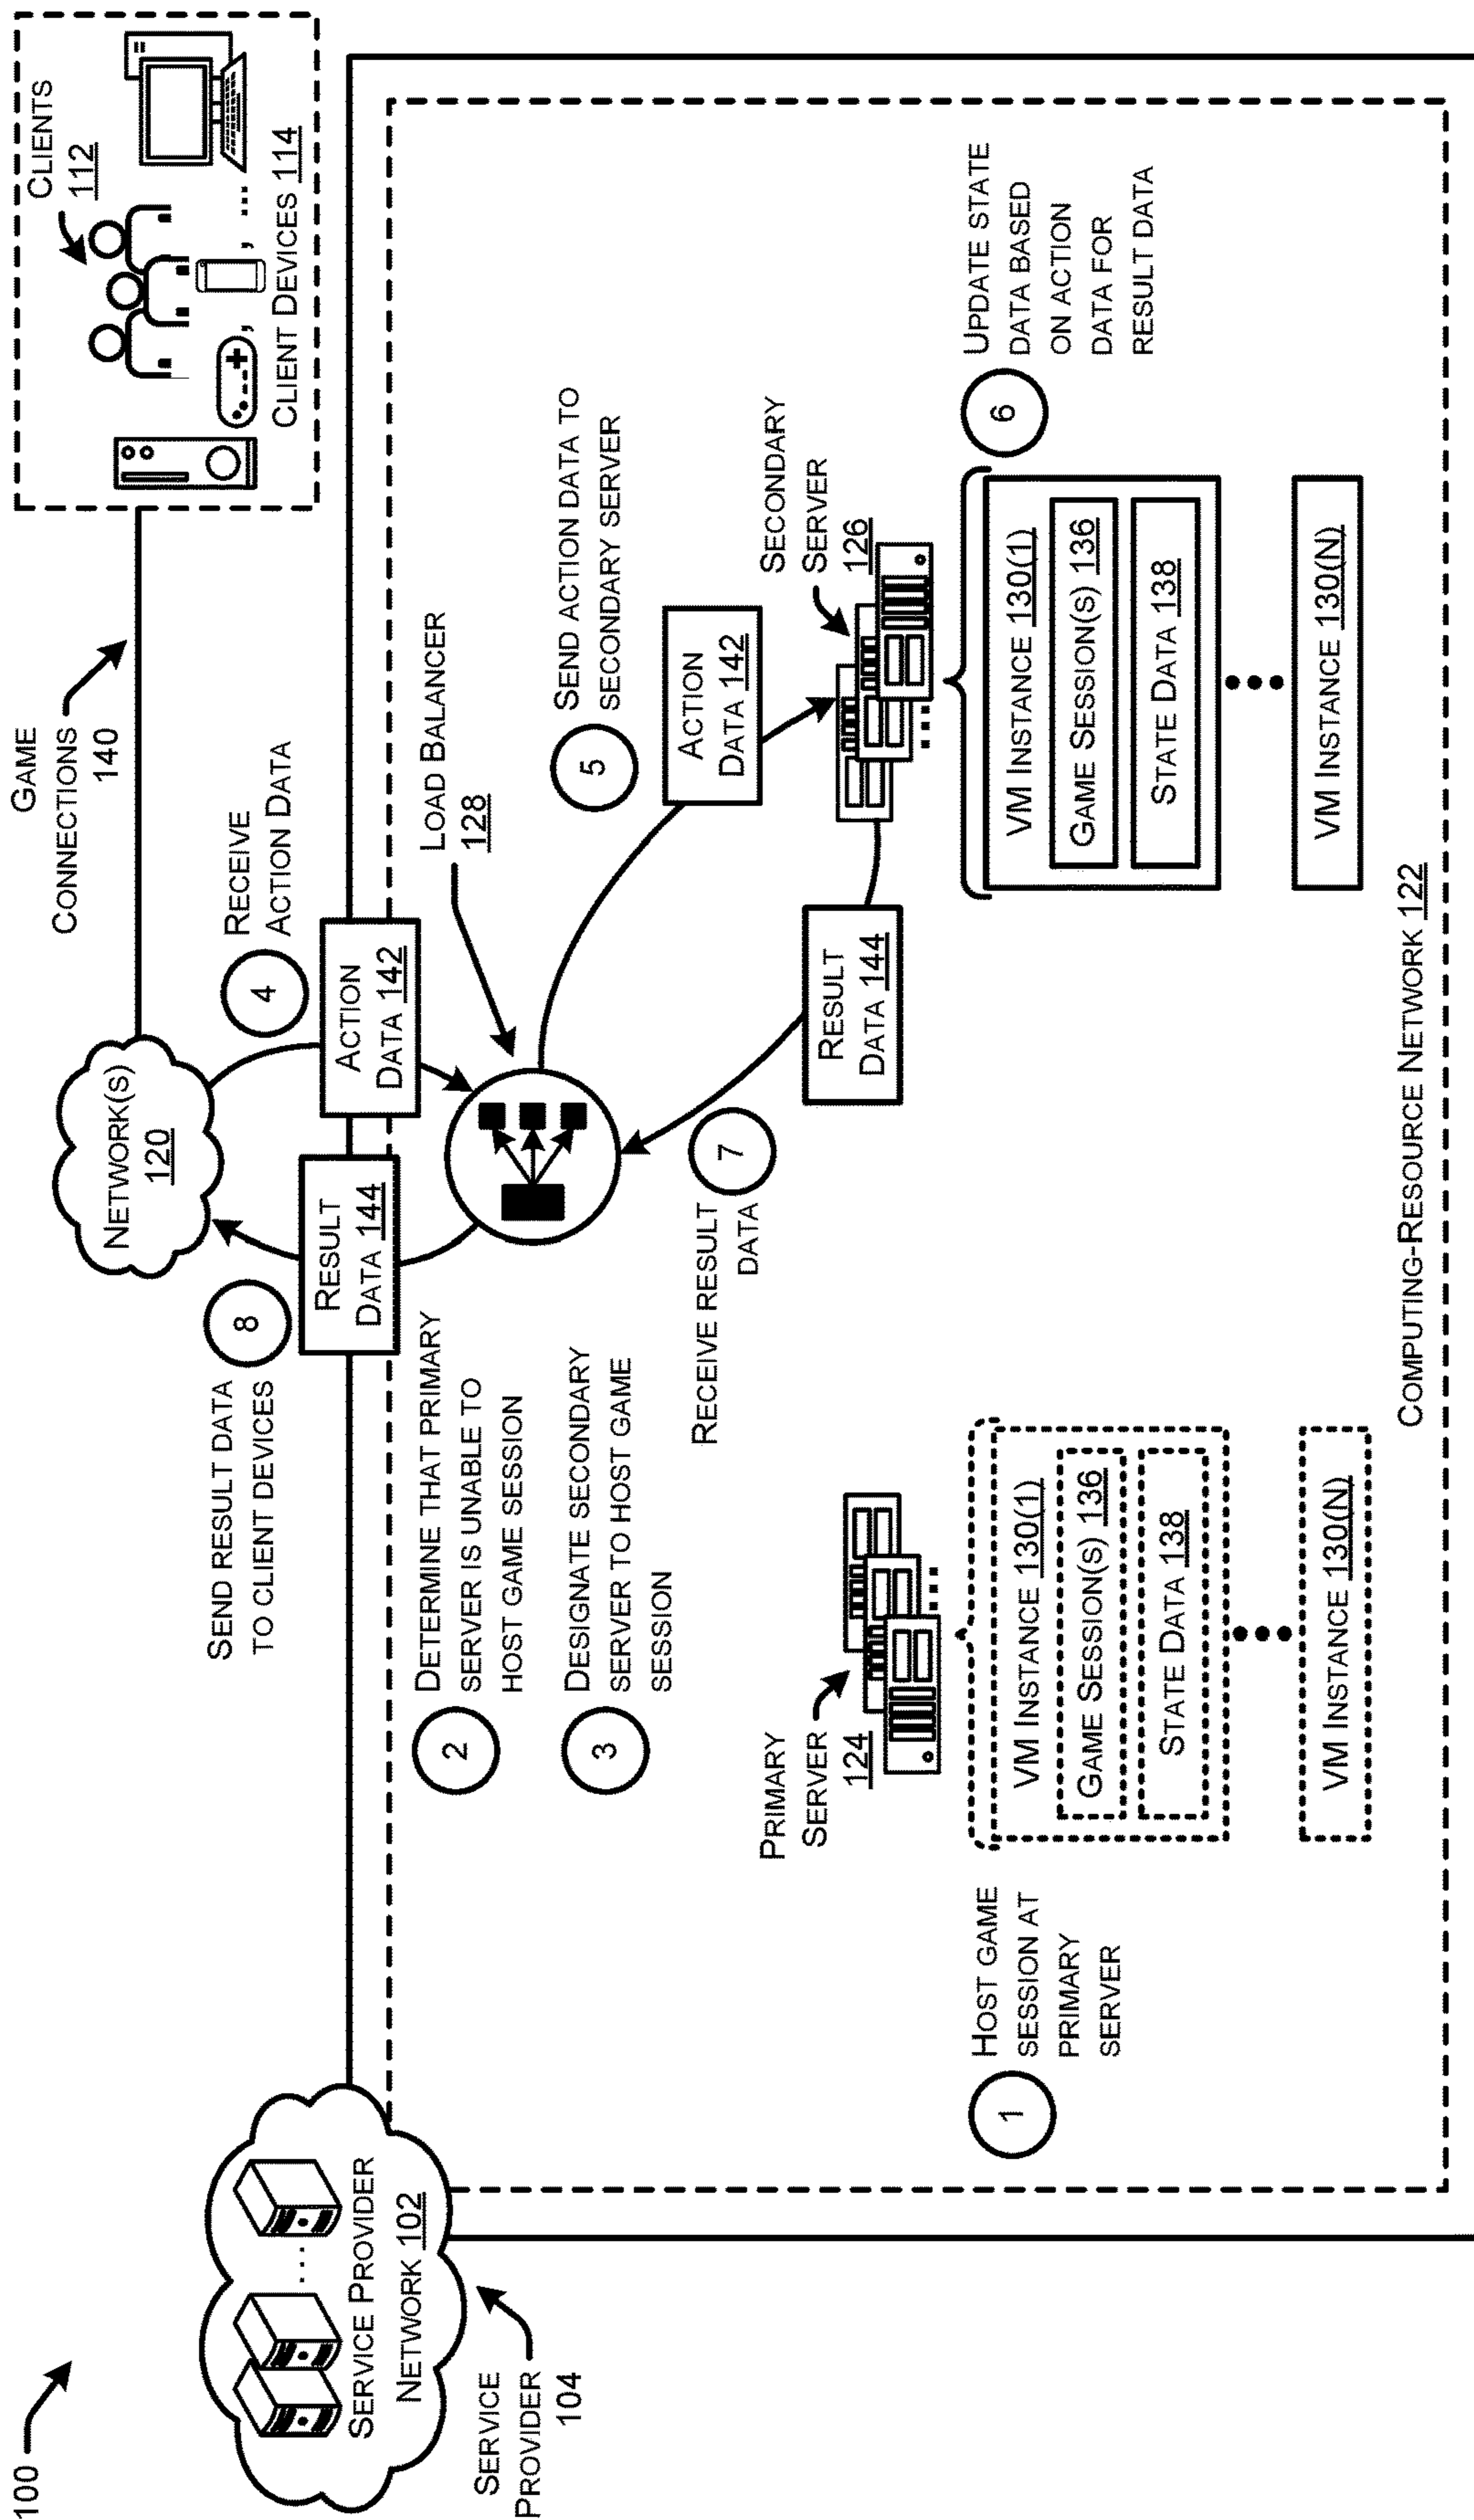 100
SERVICE PROVIDER
NETWORK 102
SERVICE
PROVIDER
104
GAME
CONNECTIONS
140
CLIENTS
112
CLIENT DEVICES 114
, , ...
NETWORK(S)
120
8
SEND RESULT DATA
TO CLIENT DEVICES
4
RECEIVE
ACTION DATA
RESULT
DATA 144
ACTION
DATA 142
LOAD BALANCER
128
2
DETERMINE THAT PRIMARY
SERVER IS UNABLE TO
HOST GAME SESSION
3
DESIGNATE SECONDARY
SERVER TO HOST GAME
SESSION
5
SEND ACTION DATA TO
SECONDARY SERVER
ACTION
DATA 142
7
RECEIVE RESULT
DATA
RESULT
DATA 144
PRIMARY
SERVER
124
SECONDARY
SERVER
126
1
HOST GAME
SESSION AT
PRIMARY
SERVER
VM INSTANCE 130(1)
GAME SESSION(S) 136
STATE DATA 138
VM INSTANCE 130(N)
VM INSTANCE 130(1)
GAME SESSION(S) 136
STATE DATA 138
VM INSTANCE 130(N)
6
UPDATE STATE
DATA BASED
ON ACTION
DATA FOR
RESULT DATA
COMPUTING-RESOURCE NETWORK 122